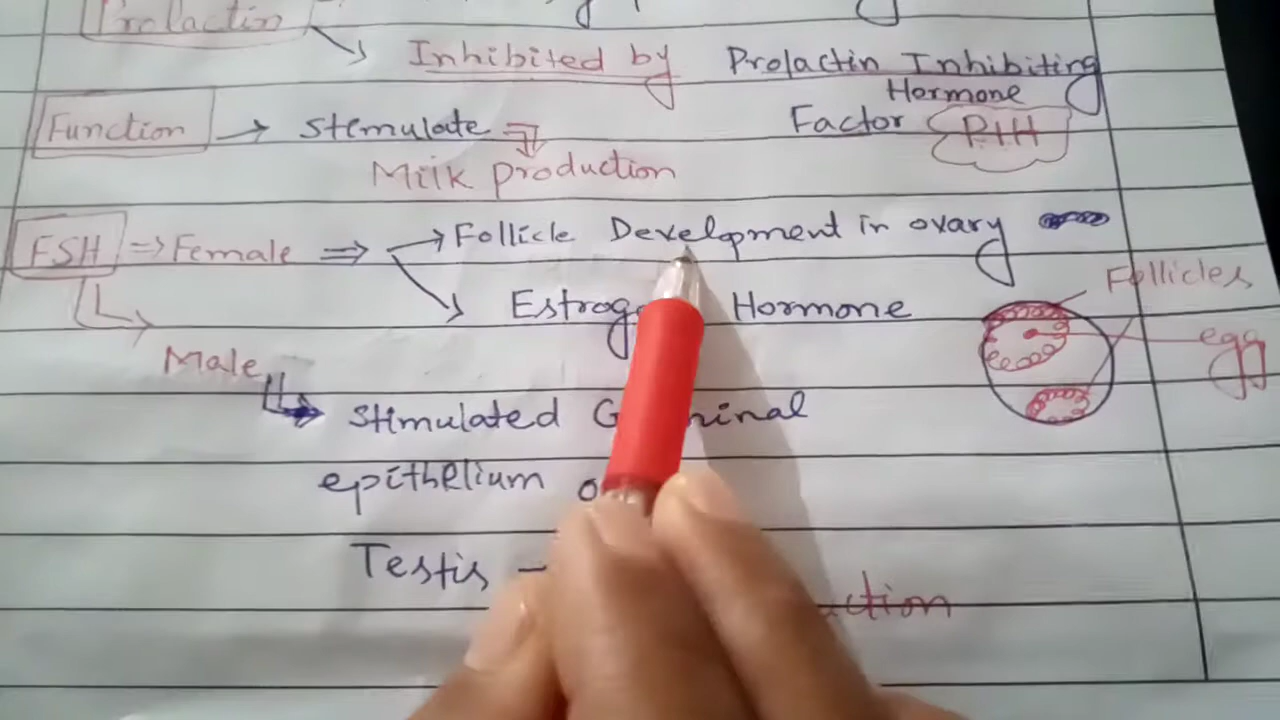 Prolactin
Inhibited by Prolactin Inhibiting
Hormone
Function → Stimulate Factor PIH
Milk production
FSH ⇒ Female ⇒ → Follicle Development in ovary
Follicles
Hormone
egg
Male
Stimulated
epithelium
Testis –